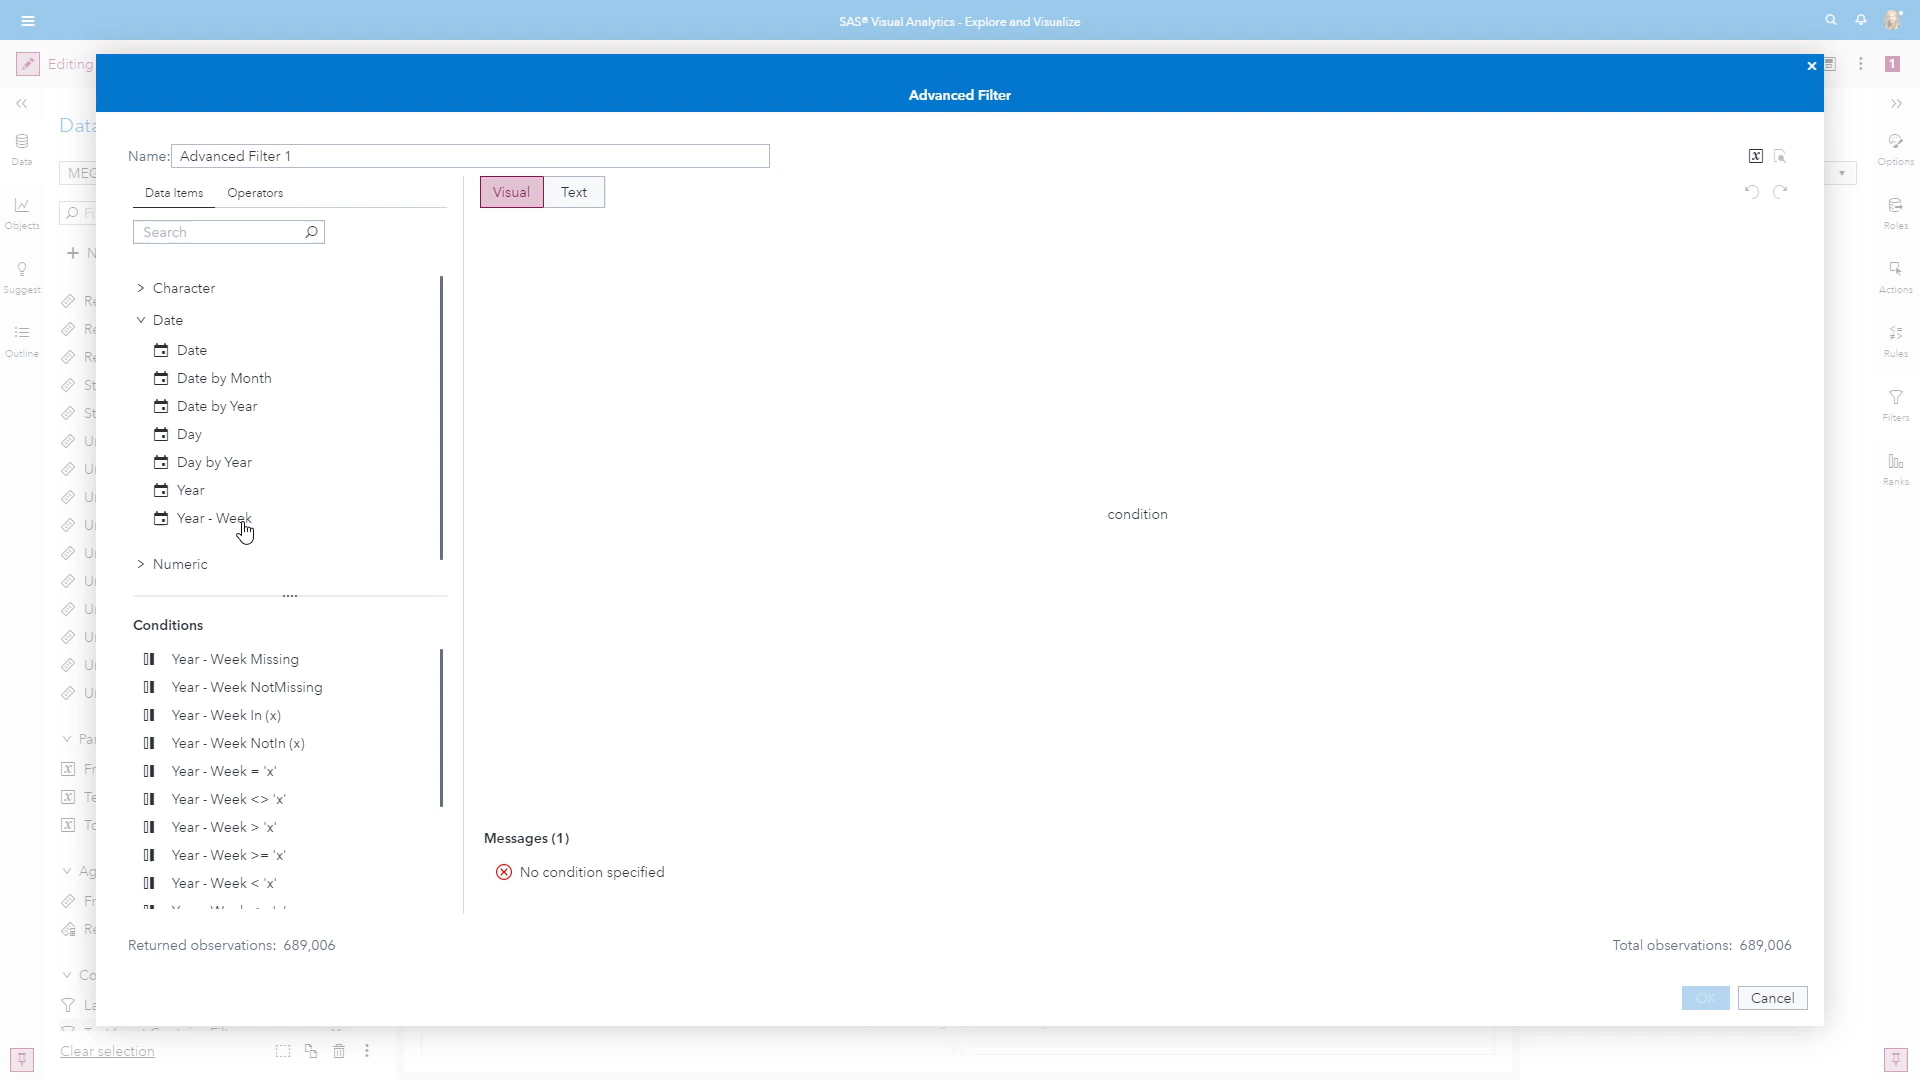 SAS® Visual Analytics - Explore and Visualize
Editing
1
Advanced Filter
Name: Advanced Filter 1
Data Items
Operators
Search
Character
Date
Date
Date by Month
Date by Year
Day
Day by Year
Year
Year - Week
Numeric
Conditions
Year - Week Missing
Year - Week NotMissing
Year - Week In (x)
Year - Week NotIn (x)
Year - Week = 'x'
Year - Week <> 'x'
Year - Week > 'x'
Year - Week >= 'x'
Year - Week < 'x'
Visual
Text
condition
Messages (1)
No condition specified
Returned observations: 689,006
Total observations: 689,006
OK
Cancel
Data
Objects
Suggest
Outline
Data
MEG
Clear selection
Options
Roles
Actions
Rules
Filters
Ranks